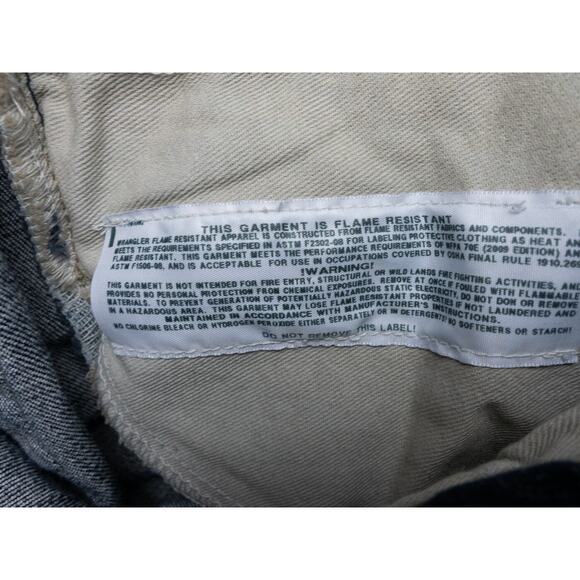 THIS GARMENT IS FLAME RESISTANT
WRANGLER FLAME RESISTANT APPAREL IS CONSTRUCTED FROM FLAME RESISTANT FABRICS AND COMPONENTS.
MEETS THE REQUIREMENTS SPECIFIED IN ASTM F2302-08 FOR LABELING PROTECTIVE CLOTHING AS HEAT AND
FLAME RESISTANT. THIS GARMENT MEETS THE PERFORMANCE REQUIREMENTS OF NFPA 70E (2009 EDITION) AND
ASTM F1506-08, AND IS ACCEPTABLE FOR USE IN OCCUPATIONS COVERED BY OSHA FINAL RULE 1910.269
!WARNING!
THIS GARMENT IS NOT INTENDED FOR FIRE ENTRY, STRUCTURAL, OR WILD LANDS FIRE FIGHTING ACTIVITIES, AND
PROVIDES NO PERSONAL PROTECTION FROM CHEMICAL EXPOSURES. REMOVE AT ONCE IF FOULED WITH FLAMMABLE
MATERIALS. TO PREVENT THE GENERATION OF POTENTIALLY HAZARDOUS STATIC ELECTRICITY, DO NOT DON OR REMOVE
IN A HAZARDOUS AREA. THIS GARMENT MAY LOSE FLAME RESISTANT PROPERTIES IF NOT LAUNDERED AND
MAINTAINED IN ACCORDANCE WITH MANUFACTURER'S INSTRUCTIONS.
NO CHLORINE BLEACH OR HYDROGEN PEROXIDE EITHER SEPARATELY OR IN DETERGENTS! NO SOFTENERS OR STARCH!
DO NOT REMOVE THIS LABEL!